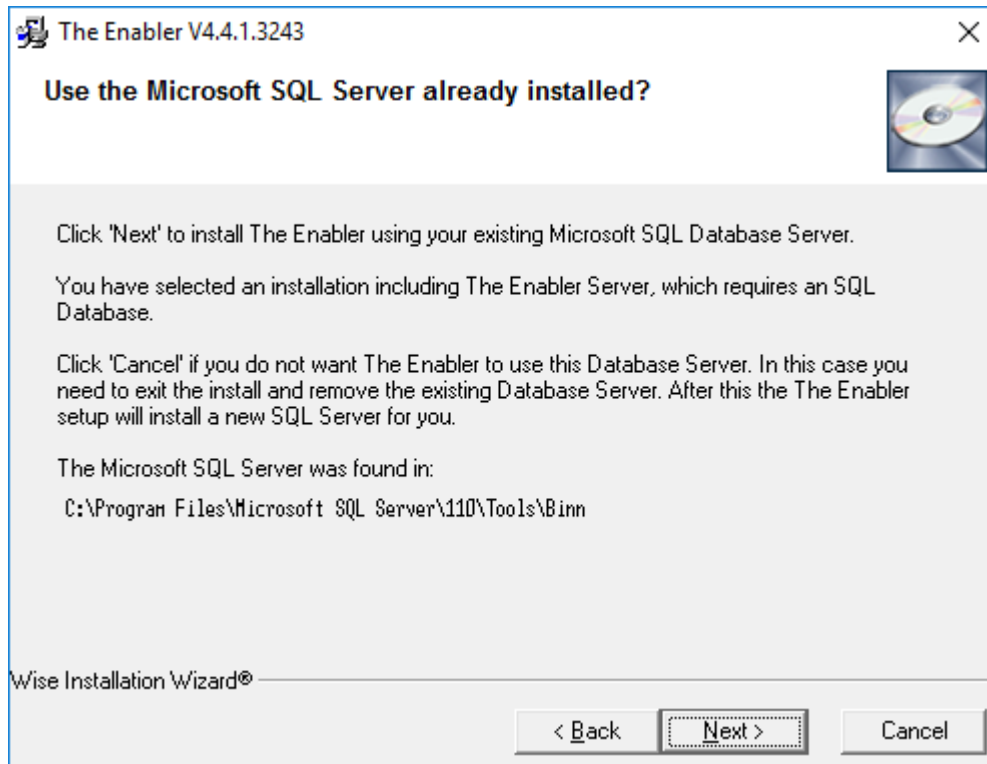 The Enabler V4.4.1.3243
Use the Microsoft SQL Server already installed?
Click 'Next' to install The Enabler using your existing Microsoft SQL Database Server.
You have selected an installation including The Enabler Server, which requires an SQL
Database.
Click 'Cancel' if you do not want The Enabler to use this Database Server. In this case you
need to exit the install and remove the existing Database Server. After this the The Enabler
setup will install a new SQL Server for you.
The Microsoft SQL Server was found in:
C:\Program Files\Microsoft SQL Server\110\Tools\Binn
Wise Installation Wizard®
< Back Next > Cancel